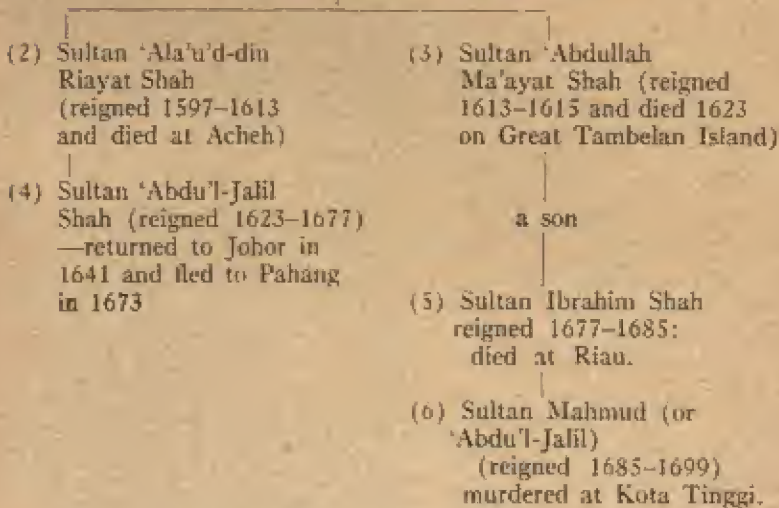 (2) Sultan ‘Ala’u’d-din
Riayat Shah
(reigned 1597–1613
and died at Acheh)
(4) Sultan ‘Abdu’l-Jalil
Shah (reigned 1623–1677)
—returned to Johor in
1641 and fled to Pahang
in 1673
(3) Sultan ‘Abdullah
Ma’ayat Shah (reigned
1613–1615 and died 1623
on Great Tambelan Island)
a son
(5) Sultan Ibrahim Shah
reigned 1677–1685:
died at Riau.
(6) Sultan Mahmud (or
‘Abdu’l-Jalil)
(reigned 1685–1699)
murdered at Kota Tinggi.